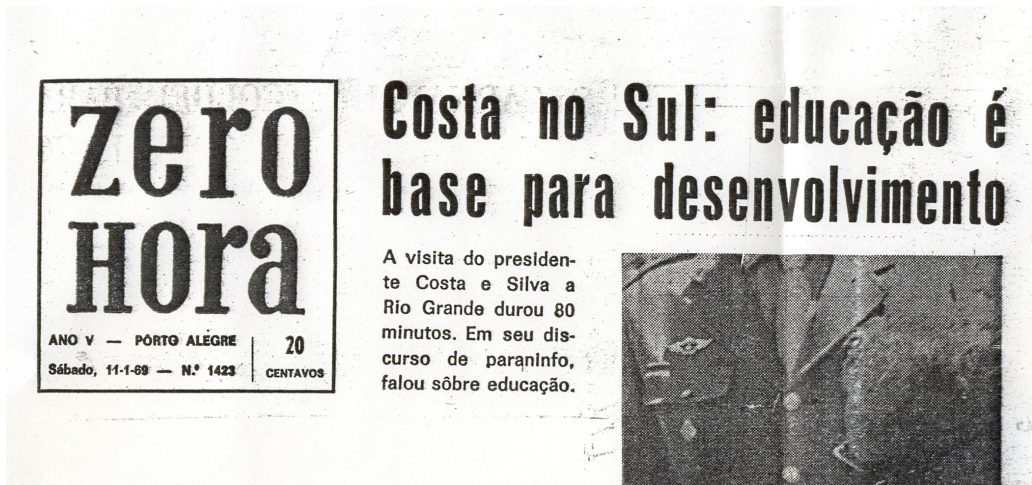 zero
Hora
ANO V — PÔRTO ALEGRE
Sábado, 11-1-69 — N.º 1423
20
CENTAVOS
Costa no Sul: educação é
base para desenvolvimento
A visita do presiden-
te Costa e Silva a
Rio Grande durou 80
minutos. Em seu dis-
curso de paraninfo,
falou sôbre educação.